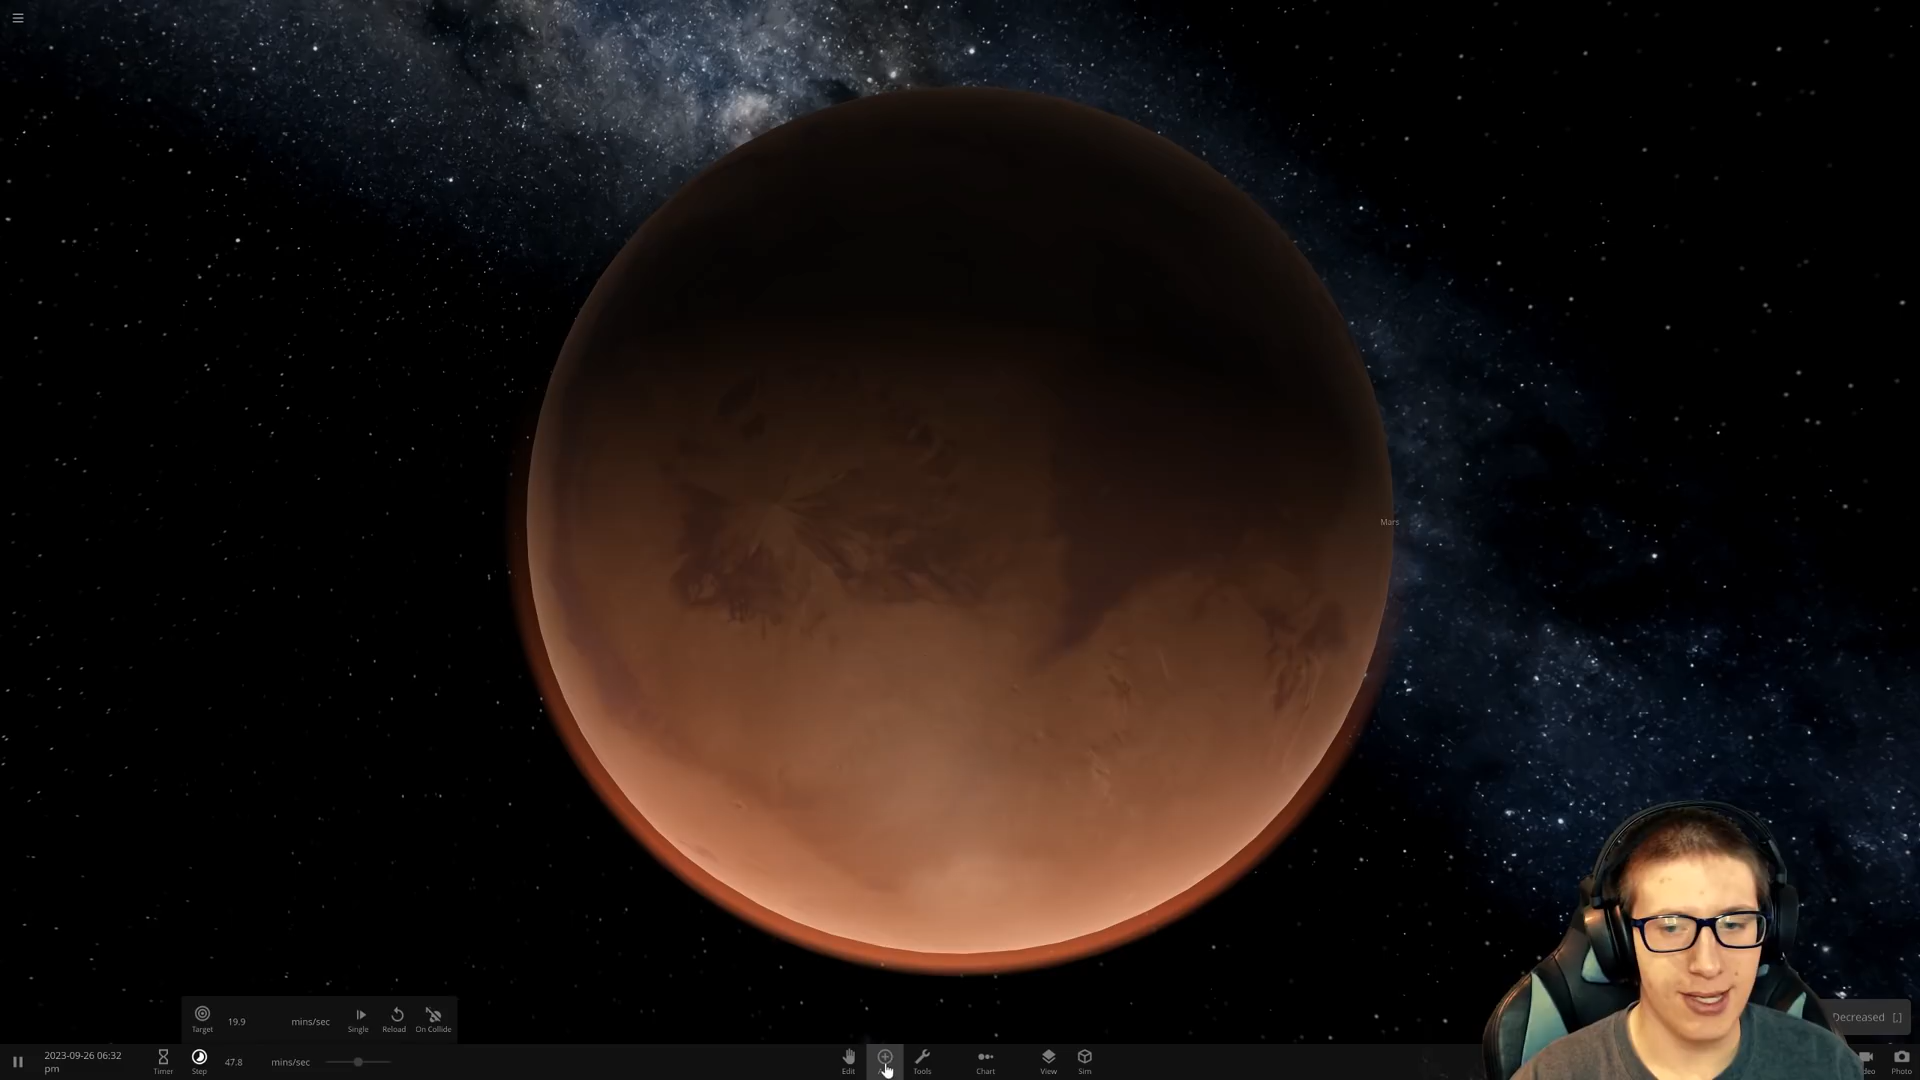 Mars
Target
19.9 mins/sec
Single
Reload
On Collide
Decreased [,]
2023-09-26 06:32
pm
Timer
Step
47.8 mins/sec
Edit
Tools
Chart
View
Sim
Photo